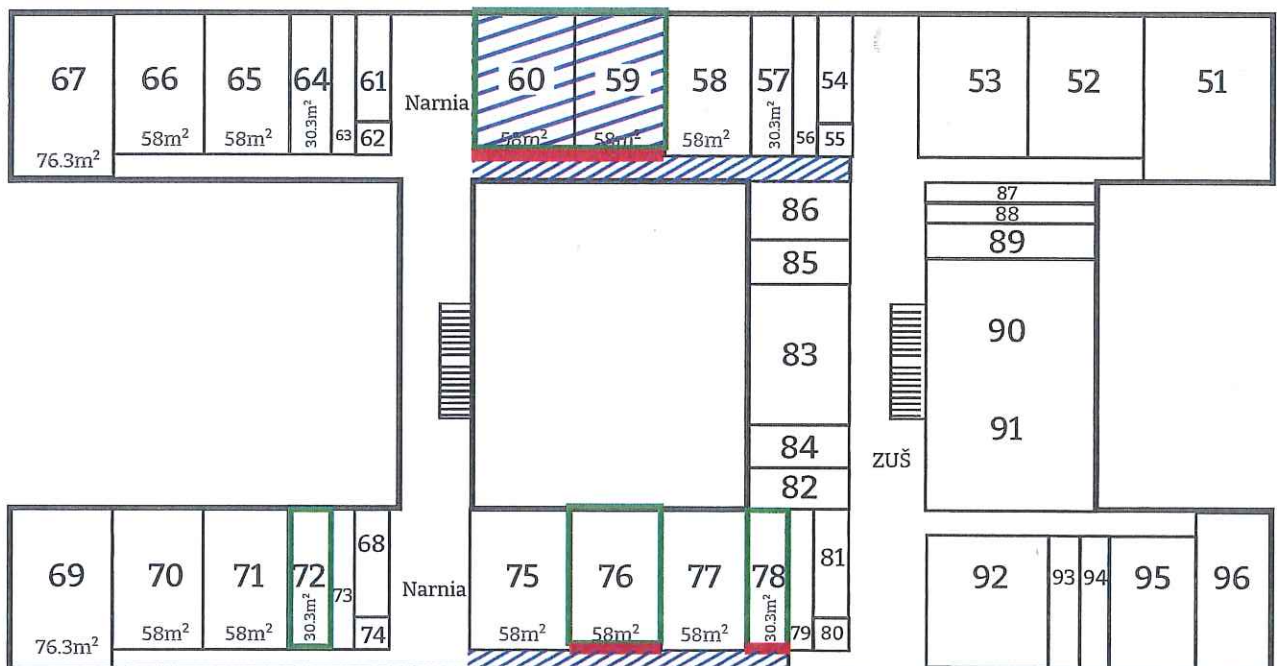 67 66 65 64 63 61 62 Narnia 60 59 58 57 56 54 55 53 52 51
76.3m² 58m² 58m² 30.3m² 58m² 58m² 58m² 30.3m²
87
86 88
85 89
83 90
91
84
82 ZUŠ
69 70 71 72 73 68 74 Narnia 75 76 77 78 79 81 80 92 93 94 95 96
76.3m² 58m² 58m² 30.3m² 58m² 58m² 58m² 30.3m²